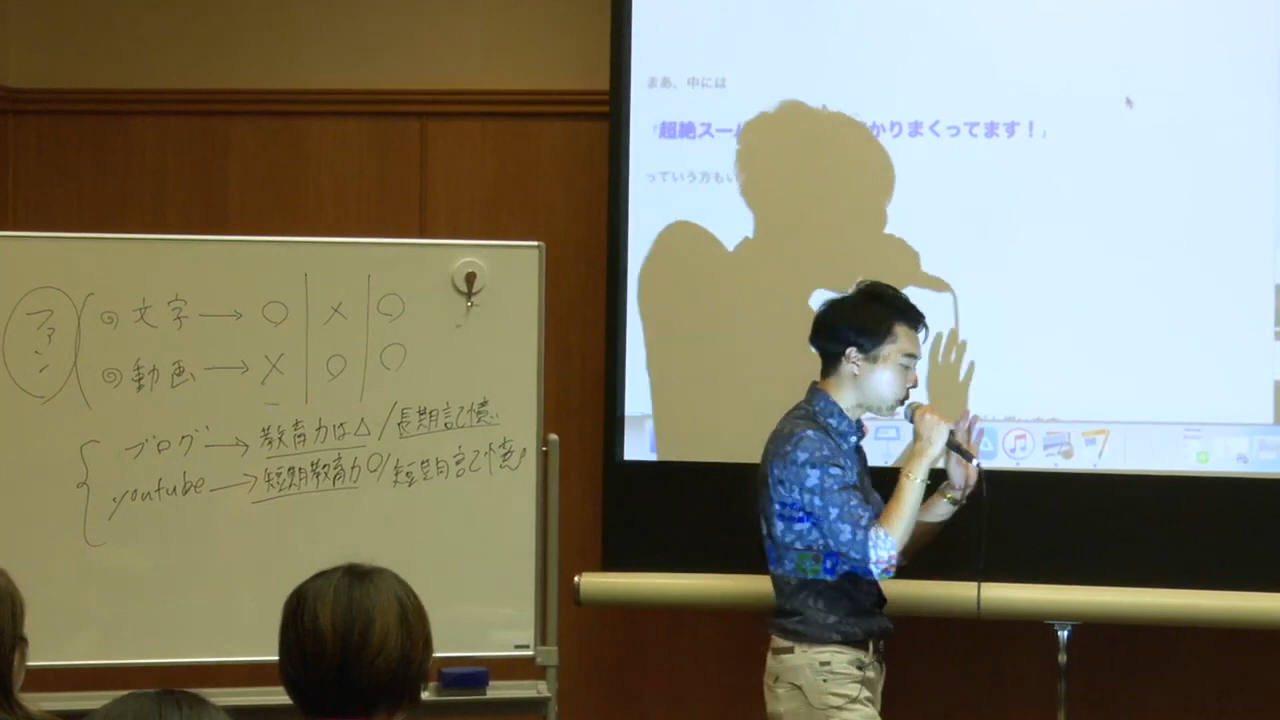 ファン
◎文字→○ × ○
◎動画→× ○ ○
ブログ→教育力は△/長期記憶
youtube→短期教育力○/短期記憶
まあ、中には
「超絶スー かりまくってます！」
っていう方もい